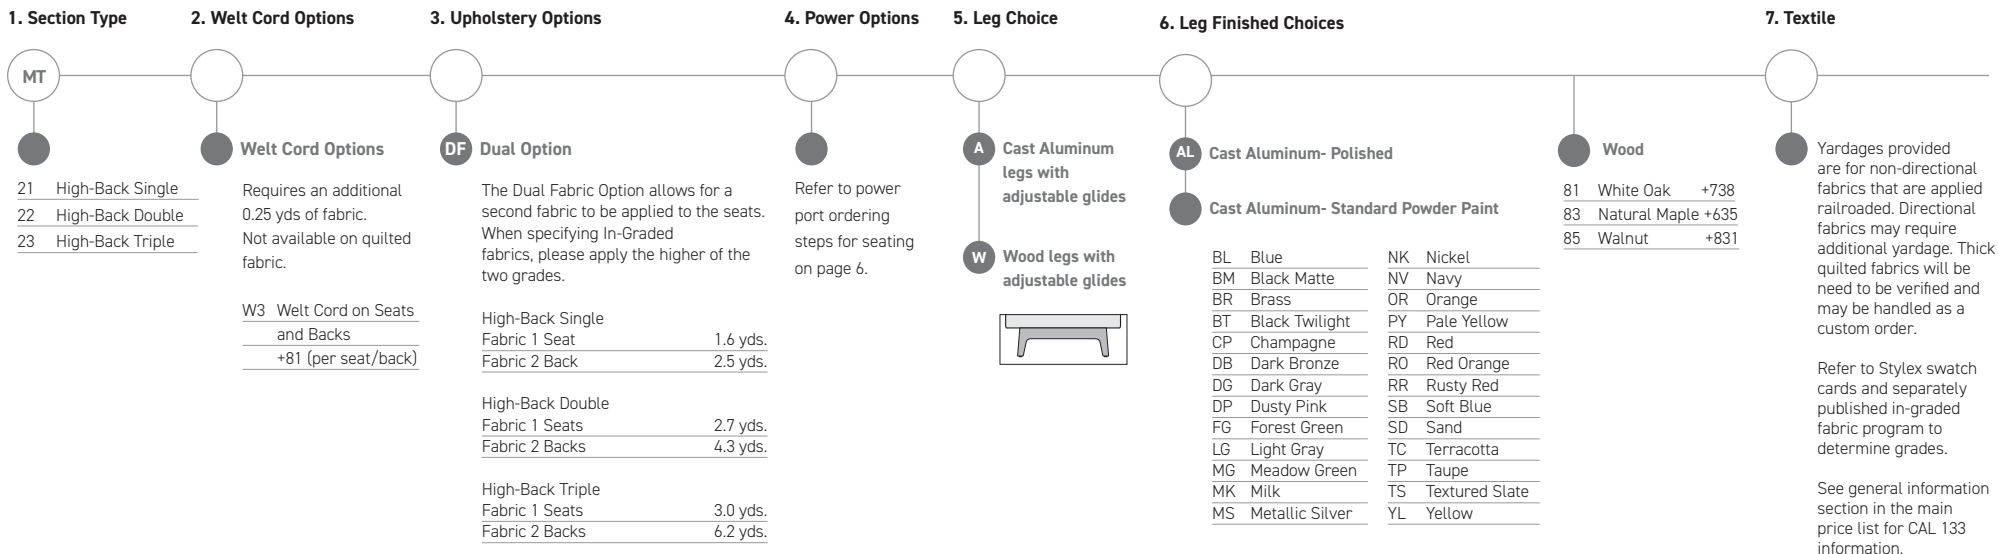 1. Section Type
MT
21 High-Back Single
22 High-Back Double
23 High-Back Triple
2. Welt Cord Options
Welt Cord Options
Requires an additional
0.25 yds of fabric.
Not available on quilted
fabric.
W3 Welt Cord on Seats
and Backs
+81 (per seat/back)
3. Upholstery Options
DF Dual Option
The Dual Fabric Option allows for a
second fabric to be applied to the seats.
When specifying In-Graded
fabrics, please apply the higher of the
two grades.
High-Back Single
Fabric 1 Seat 1.6 yds.
Fabric 2 Back 2.5 yds.
High-Back Double
Fabric 1 Seats 2.7 yds.
Fabric 2 Backs 4.3 yds.
High-Back Triple
Fabric 1 Seats 3.0 yds.
Fabric 2 Backs 6.2 yds.
4. Power Options
Refer to power
port ordering
steps for seating
on page 6.
5. Leg Choice
A Cast Aluminum
legs with
adjustable glides
W Wood legs with
adjustable glides
6. Leg Finished Choices
AL Cast Aluminum- Polished
Cast Aluminum- Standard Powder Paint
BL Blue
BM Black Matte
BR Brass
BT Black Twilight
CP Champagne
DB Dark Bronze
DG Dark Gray
DP Dusty Pink
FG Forest Green
LG Light Gray
MG Meadow Green
MK Milk
MS Metallic Silver
NK Nickel
NV Navy
OR Orange
PY Pale Yellow
RD Red
RO Red Orange
RR Rusty Red
SB Soft Blue
SD Sand
TC Terracotta
TP Taupe
TS Textured Slate
YL Yellow
Wood
81 White Oak +738
83 Natural Maple +635
85 Walnut +831
7. Textile
Yardages provided
are for non-directional
fabrics that are applied
railroaded. Directional
fabrics may require
additional yardage. Thick
quilted fabrics will be
need to be verified and
may be handled as a
custom order.
Refer to Stylex swatch
cards and separately
published in-graded
fabric program to
determine grades.
See general information
section in the main
price list for CAL 133
information.